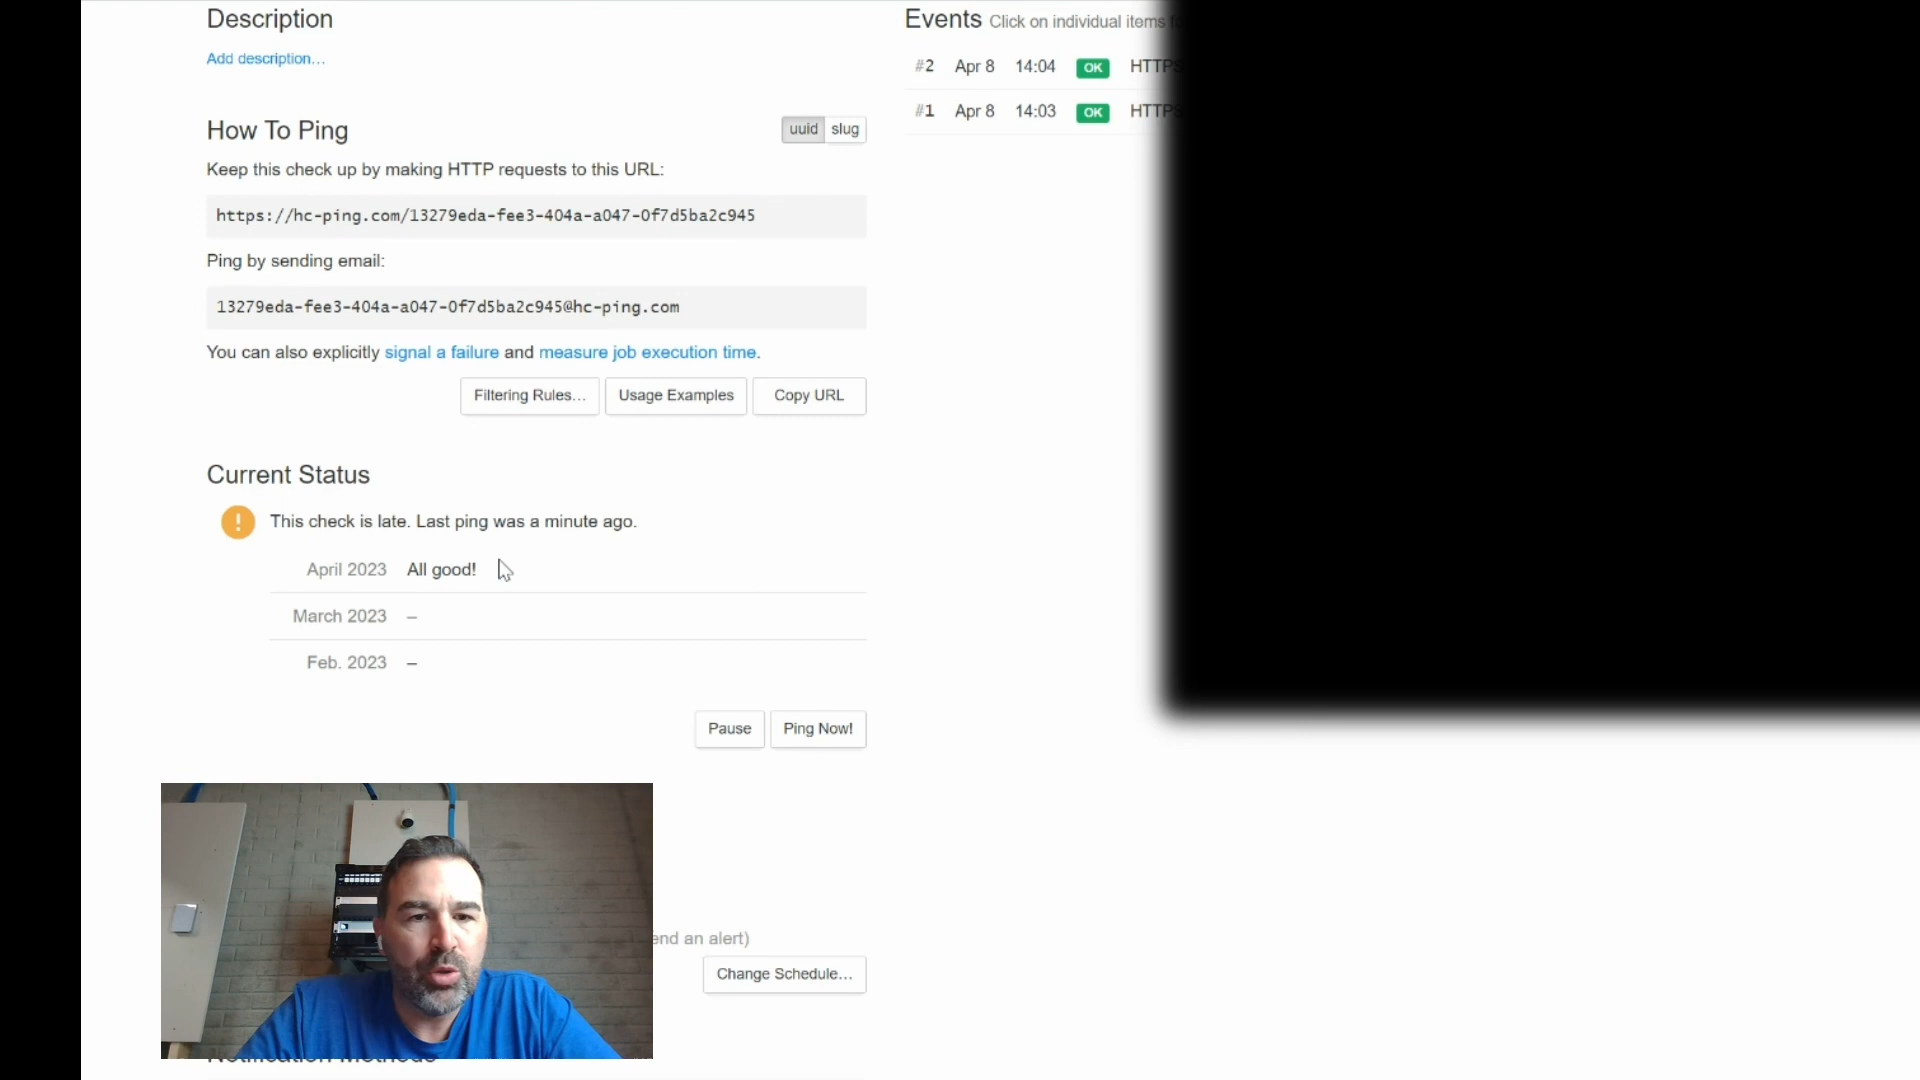 Description
Add description…
How To Ping
uuid slug
Keep this check up by making HTTP requests to this URL:
https://hc-ping.com/13279eda-fee3-404a-a047-0f7d5ba2c945
Ping by sending email:
13279eda-fee3-404a-a047-0f7d5ba2c945@hc-ping.com
You can also explicitly signal a failure and measure job execution time.
Filtering Rules… Usage Examples Copy URL
Current Status
This check is late. Last ping was a minute ago.
April 2023 All good!
March 2023 –
Feb. 2023 –
Pause Ping Now!
end an alert)
Change Schedule…
Notification Methods
Events Click on individual items
#2 Apr 8 14:04 OK HTTPS
#1 Apr 8 14:03 OK HTTPS